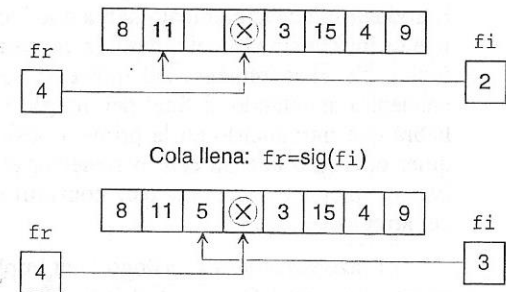 8 11 ⊗ 3 15 4 9
fr fi
4 2
Cola llena: fr=sig(fi)
8 11 5 ⊗ 3 15 4 9
fr fi
4 3